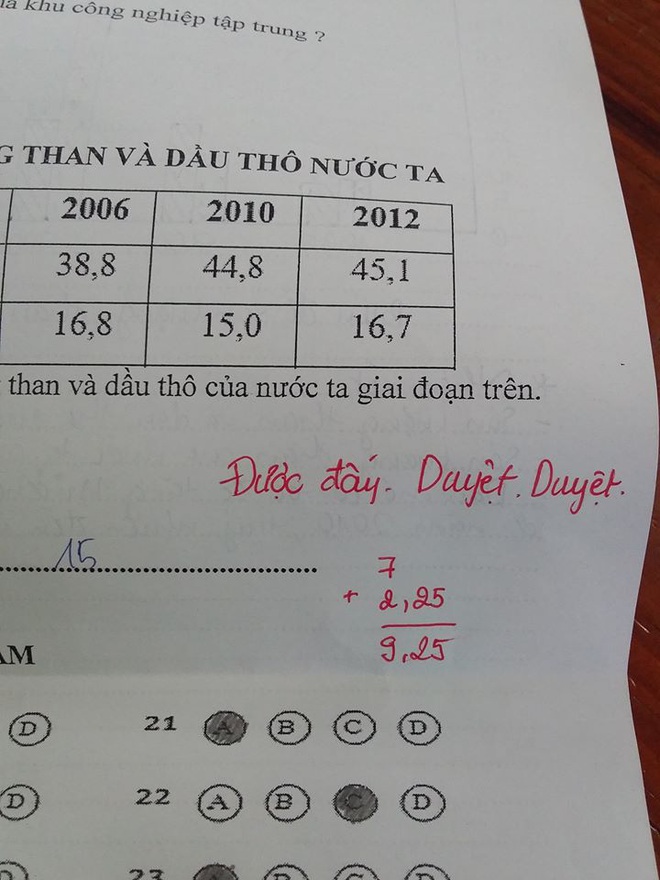 là khu công nghiệp tập trung ?
G THAN VÀ DẦU THÔ NƯỚC TA
2006 2010 2012
38,8 44,8 45,1
16,8 15,0 16,7
than và dầu thô của nước ta giai đoạn trên.
Được đấy. Duyệt. Duyệt.
15
7
+ 2,25
9,25
ÀM
D 21 A B C D
D 22 A B C D
23